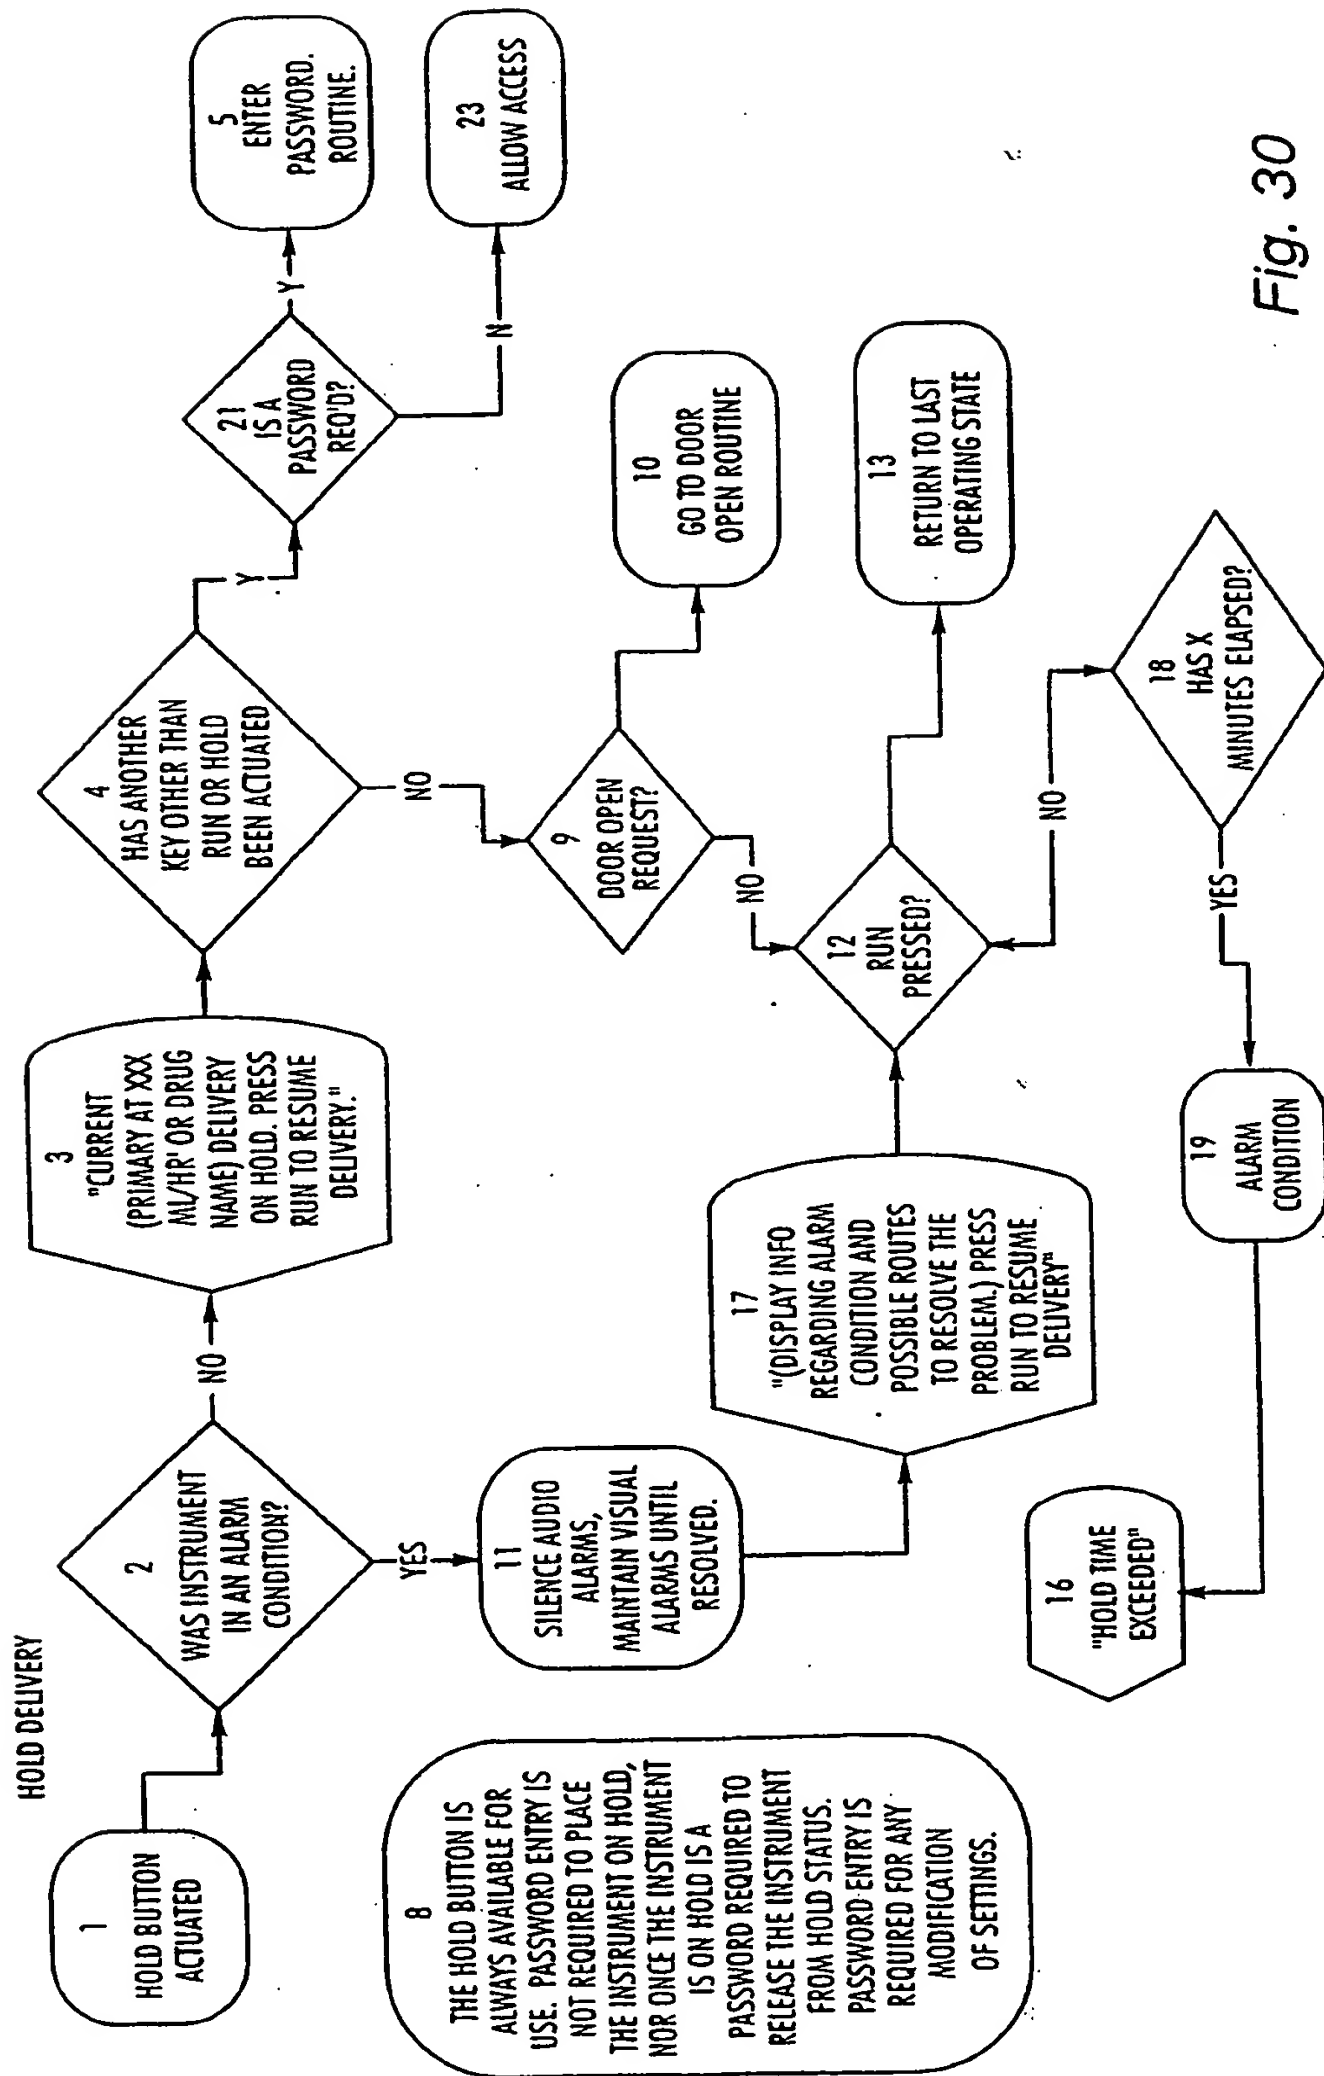 HOLD DELIVERY
1
HOLD BUTTON
ACTUATED
2
WAS INSTRUMENT
IN AN ALARM
CONDITION?
NO
YES
3
"CURRENT
(PRIMARY AT XXX
ML/HR' OR DRUG
NAME) DELIVERY
ON HOLD. PRESS
RUN TO RESUME
DELIVERY."
4
HAS ANOTHER
KEY OTHER THAN
RUN OR HOLD
BEEN ACTUATED
Y
NO
21
IS A
PASSWORD
REQ'D?
Y
N
5
ENTER
PASSWORD.
ROUTINE.
23
ALLOW ACCESS
9
DOOR OPEN
REQUEST?
NO
10
GO TO DOOR
OPEN ROUTINE
11
SILENCE AUDIO
ALARMS,
MAINTAIN VISUAL
ALARMS UNTIL
RESOLVED.
17
"(DISPLAY INFO
REGARDING ALARM
CONDITION AND
POSSIBLE ROUTES
TO RESOLVE THE
PROBLEM.) PRESS
RUN TO RESUME
DELIVERY"
12
RUN
PRESSED?
NO
13
RETURN TO LAST
OPERATING STATE
18
HAS X
MINUTES ELAPSED?
YES
19
ALARM
CONDITION
16
"HOLD TIME
EXCEEDED"
8
THE HOLD BUTTON IS
ALWAYS AVAILABLE FOR
USE. PASSWORD ENTRY IS
NOT REQUIRED TO PLACE
THE INSTRUMENT ON HOLD,
NOR ONCE THE INSTRUMENT
IS ON HOLD IS A
PASSWORD REQUIRED TO
RELEASE THE INSTRUMENT
FROM HOLD STATUS.
PASSWORD ENTRY IS
REQUIRED FOR ANY
MODIFICATION
OF SETTINGS.
Fig. 30